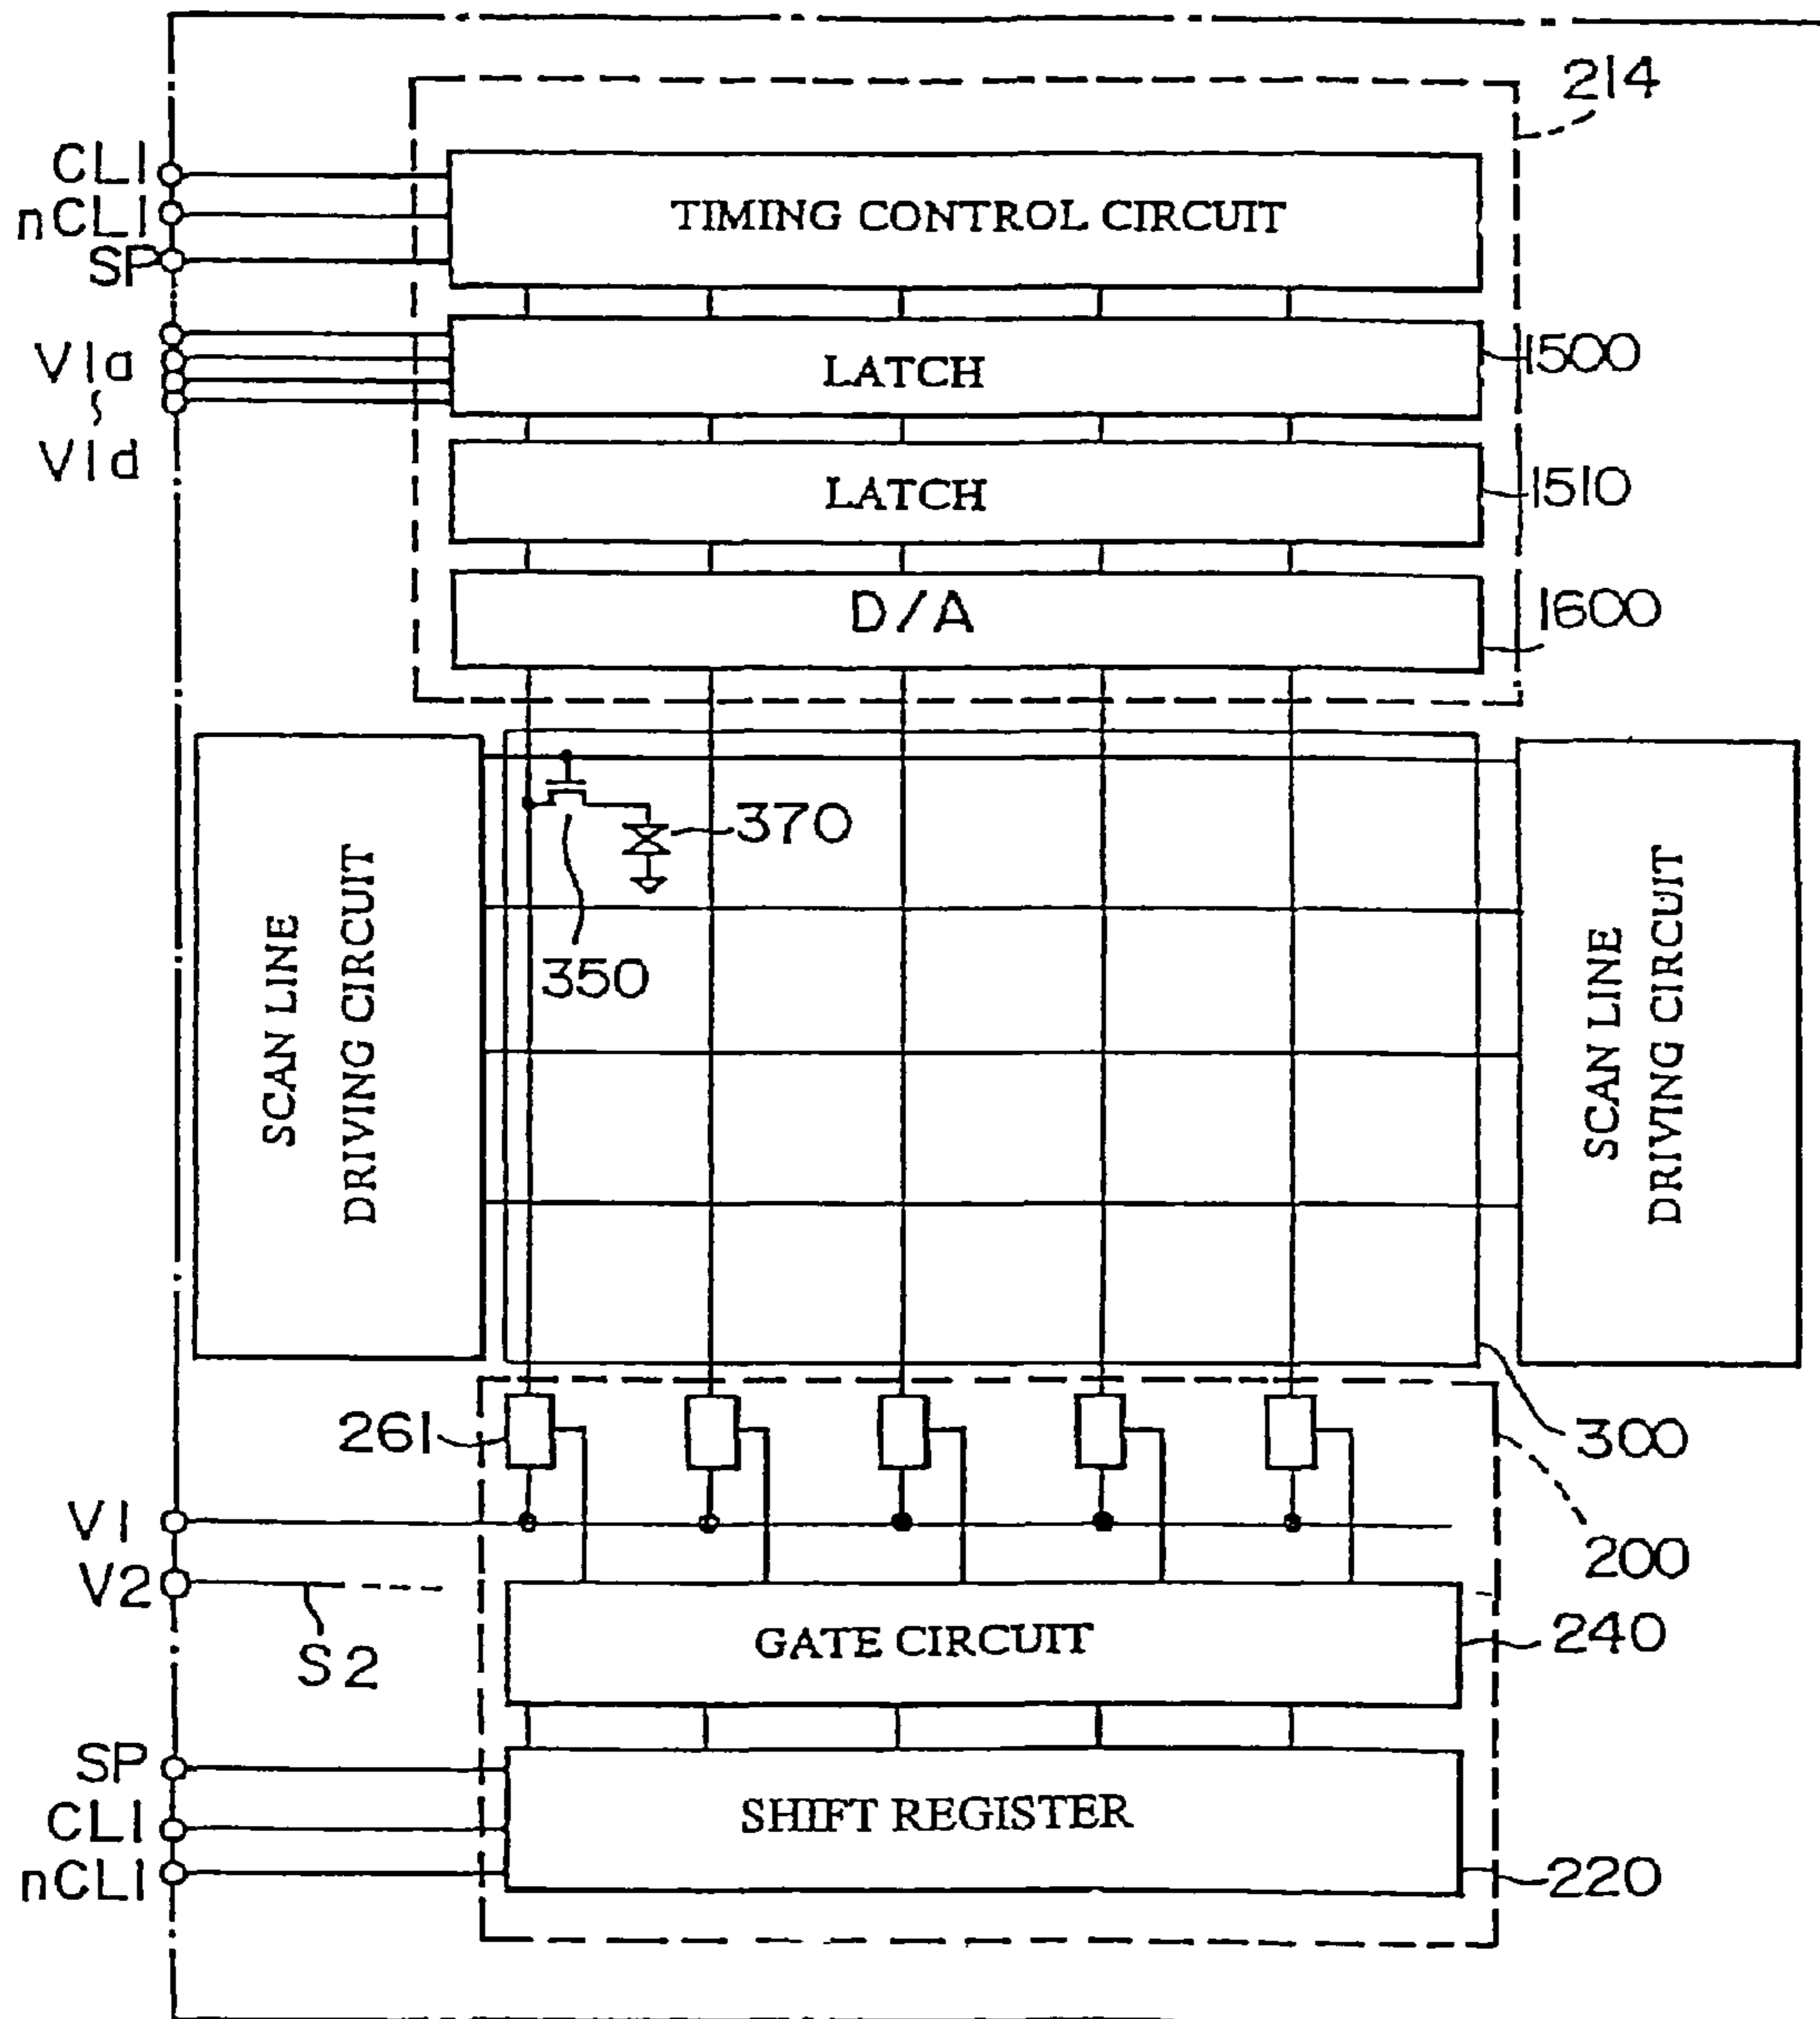 214
CL1
nCL1
SP
TIMING CONTROL CIRCUIT
V1a
V1d
LATCH
1500
LATCH
1510
D/A
1600
SCAN LINE
DRIVING CIRCUIT
370
350
SCAN LINE
DRIVING CIRCUIT
261
300
V1
200
V2
S2
GATE CIRCUIT
240
SP
CL1
nCL1
SHIFT REGISTER
220